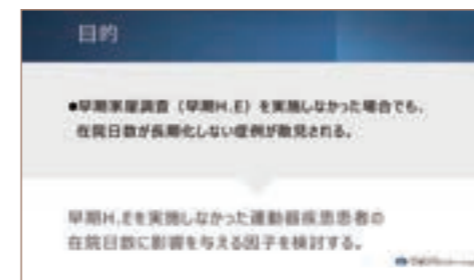 目的
●早期家屋調査（早期H.E）を実施しなかった場合でも、
在院日数が長期化しない症例が散見される。
早期H.Eを実施しなかった運動器疾患患者の
在院日数に影響を与える因子を検討する。